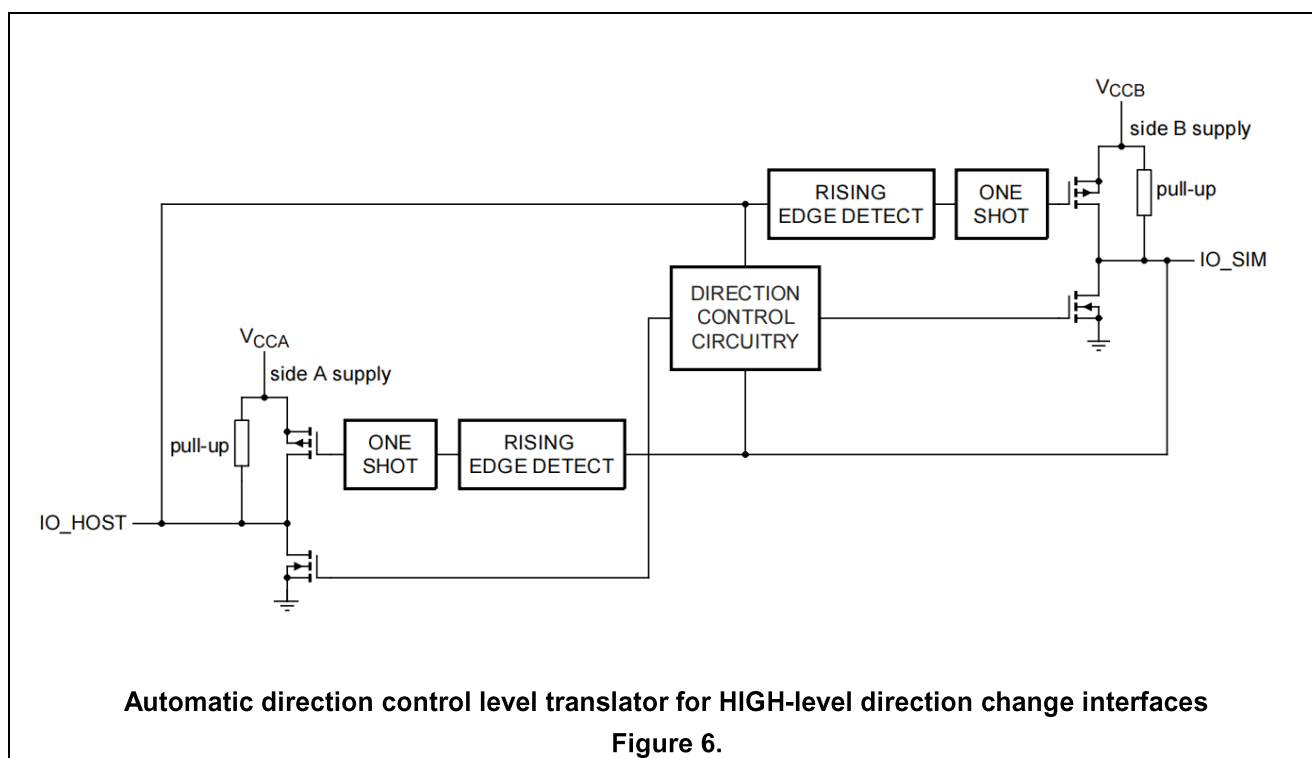 VCCB
side B supply
RISING
EDGE DETECT
ONE
SHOT
pull-up
IO_SIM
DIRECTION
CONTROL
CIRCUITRY
VCCA
side A supply
pull-up
ONE
SHOT
RISING
EDGE DETECT
IO_HOST
Automatic direction control level translator for HIGH-level direction change interfaces
Figure 6.